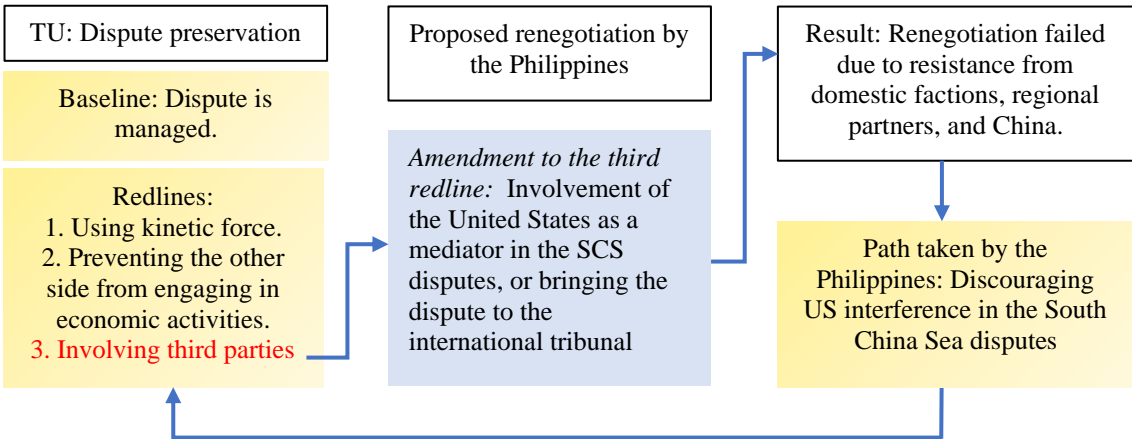 TU: Dispute preservation
Baseline: Dispute is
managed.
Redlines:
1. Using kinetic force.
2. Preventing the other
side from engaging in
economic activities.
3. Involving third parties
Proposed renegotiation by
the Philippines
Amendment to the third
redline: Involvement of
the United States as a
mediator in the SCS
disputes, or bringing the
dispute to the
international tribunal
Result: Renegotiation failed
due to resistance from
domestic factions, regional
partners, and China.
Path taken by the
Philippines: Discouraging
US interference in the South
China Sea disputes